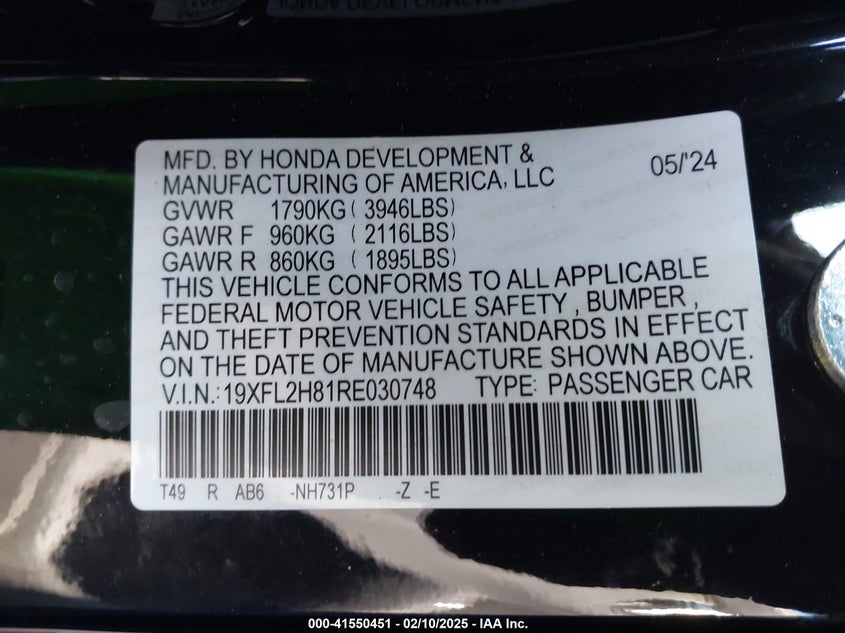 MFD. BY HONDA DEVELOPMENT &
MANUFACTURING OF AMERICA, LLC 05/'24
GVWR 1790KG ( 3946LBS)
GAWR F 960KG ( 2116LBS)
GAWR R 860KG ( 1895LBS)
THIS VEHICLE CONFORMS TO ALL APPLICABLE
FEDERAL MOTOR VEHICLE SAFETY , BUMPER ,
AND THEFT PREVENTION STANDARDS IN EFFECT
ON THE DATE OF MANUFACTURE SHOWN ABOVE.
V.I.N.: 19XFL2H81RE030748 TYPE: PASSENGER CAR
T49 R AB6 -NH731P -Z -E
000-41550451 - 02/10/2025 - IAA Inc.